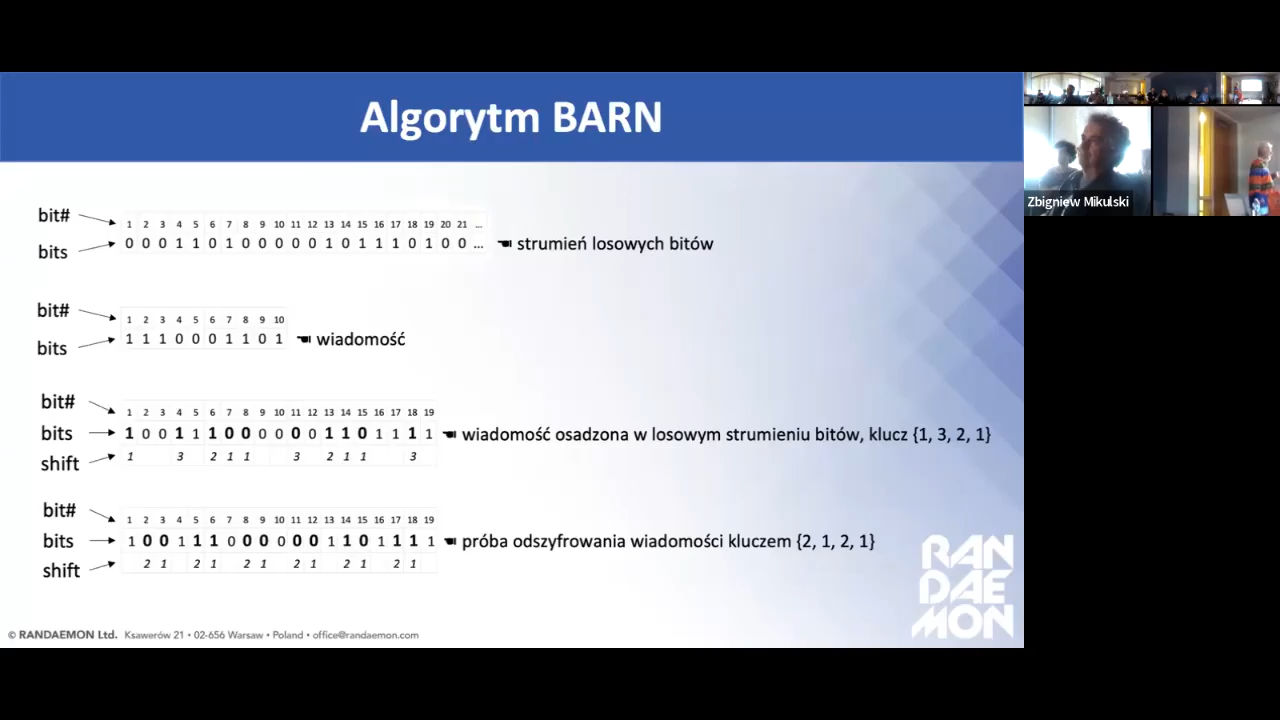 Algorytm BARN
bit# 1 2 3 4 5 6 7 8 9 10 11 12 13 14 15 16 17 18 19 20 21 ...
bits 0 0 0 1 1 0 1 0 0 0 0 0 1 0 1 1 1 0 1 0 0 ... strumień losowych bitów
bit# 1 2 3 4 5 6 7 8 9 10
bits 1 1 1 0 0 0 1 1 0 1 wiadomość
bit# 1 2 3 4 5 6 7 8 9 10 11 12 13 14 15 16 17 18 19
bits 1 0 0 1 1 1 0 0 0 0 0 0 1 1 0 1 1 1 1 wiadomość osadzona w losowym strumieniu bitów, klucz {1, 3, 2, 1}
shift 1 3 2 1 1 3 2 1 1 3
bit# 1 2 3 4 5 6 7 8 9 10 11 12 13 14 15 16 17 18 19
bits 1 0 0 1 1 1 0 0 0 0 0 0 1 1 0 1 1 1 1 próba odszyfrowania wiadomości kluczem {2, 1, 2, 1}
shift 2 1 2 1 2 1 2 1 2 1 2 1
RAN
DAE
MON
© RANDAEMON Ltd. Ksawerów 21 • 02-656 Warsaw • Poland • office@randaemon.com
Zbigniew Mikulski